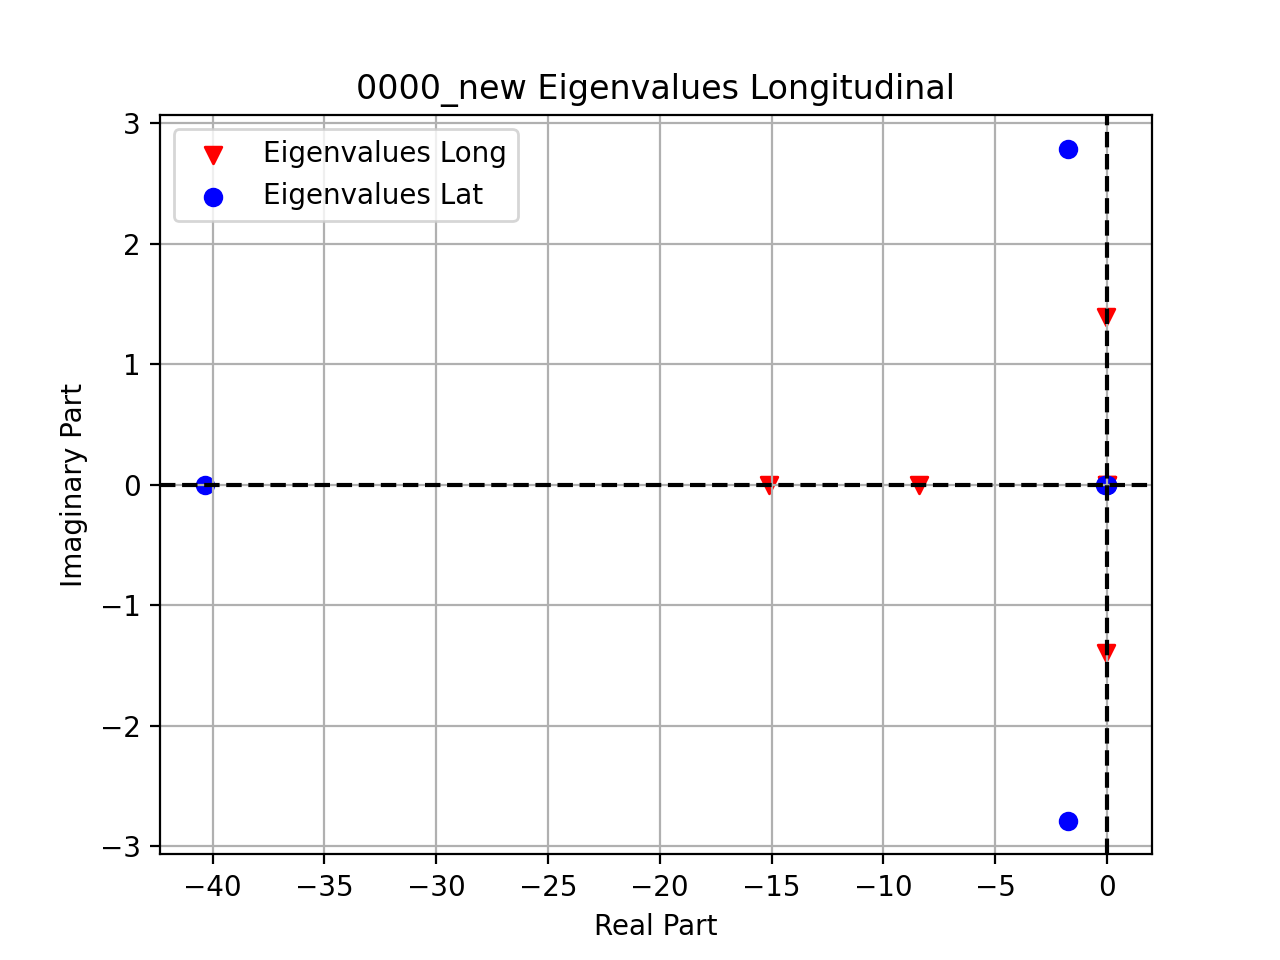 0000_new Eigenvalues Longitudinal
Eigenvalues Long
Eigenvalues Lat
3
2
1
0
−1
−2
−3
Imaginary Part
−40 −35 −30 −25 −20 −15 −10 −5 0
Real Part